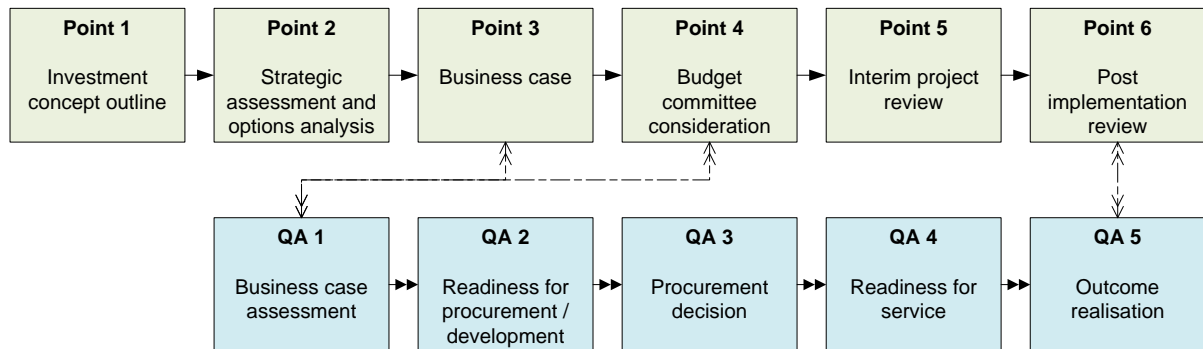 Point 1
Investment
concept outline
Point 2
Strategic
assessment and
options analysis
Point 3
Business case
Point 4
Budget
committee
consideration
Point 5
Interim project
review
Point 6
Post
implementation
review
QA 1
Business case
assessment
QA 2
Readiness for
procurement /
development
QA 3
Procurement
decision
QA 4
Readiness for
service
QA 5
Outcome
realisation